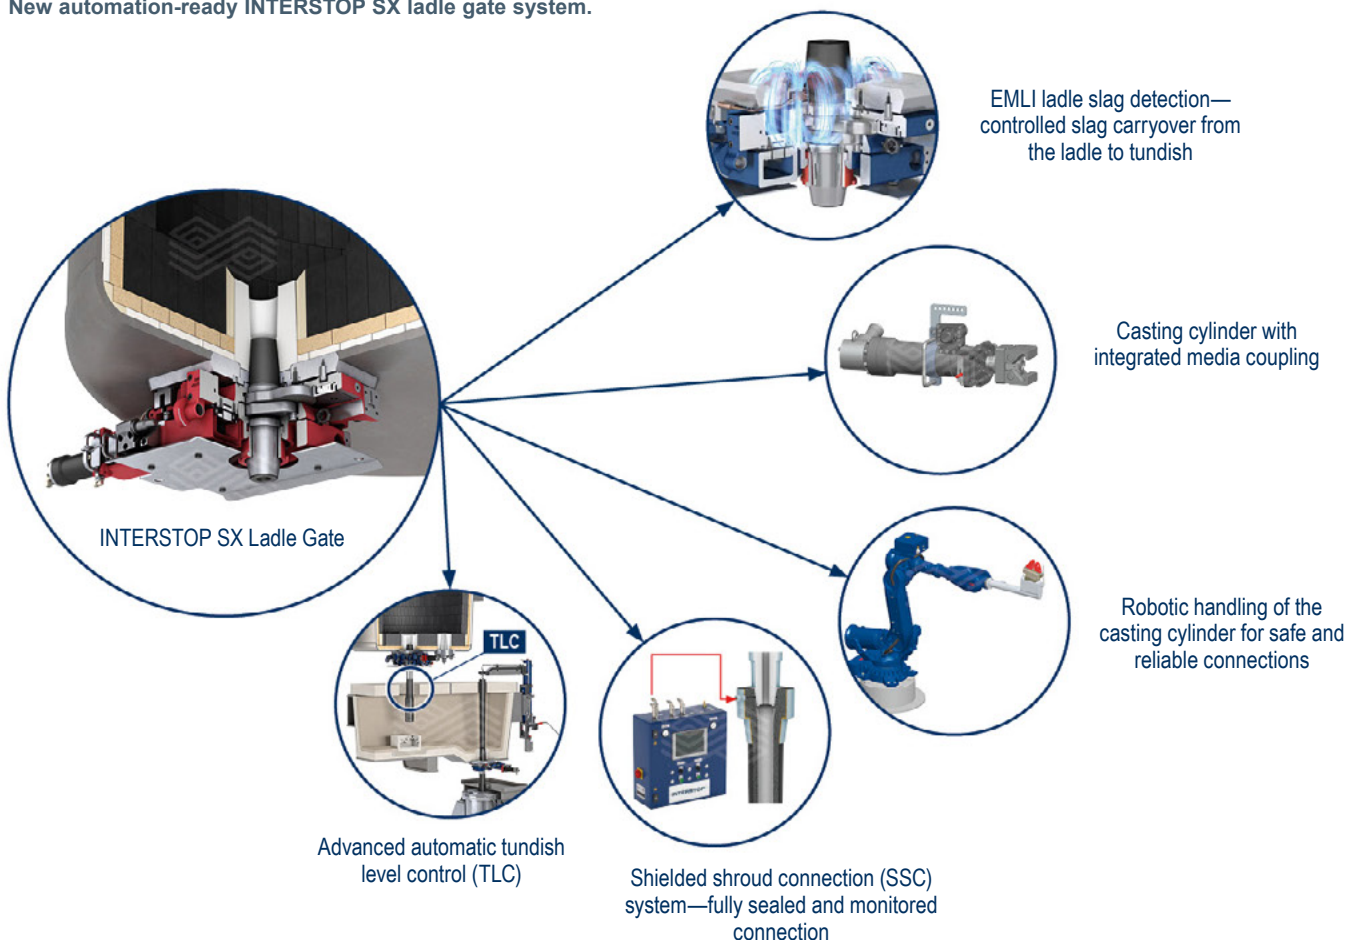 New automation-ready INTERSTOP SX ladle gate system.
EMLI ladle slag detection—
controlled slag carryover from
the ladle to tundish
Casting cylinder with
integrated media coupling
INTERSTOP SX Ladle Gate
Robotic handling of the
casting cylinder for safe and
reliable connections
TLC
INTERSTOP
Advanced automatic tundish
level control (TLC)
Shielded shroud connection (SSC)
system—fully sealed and monitored
connection